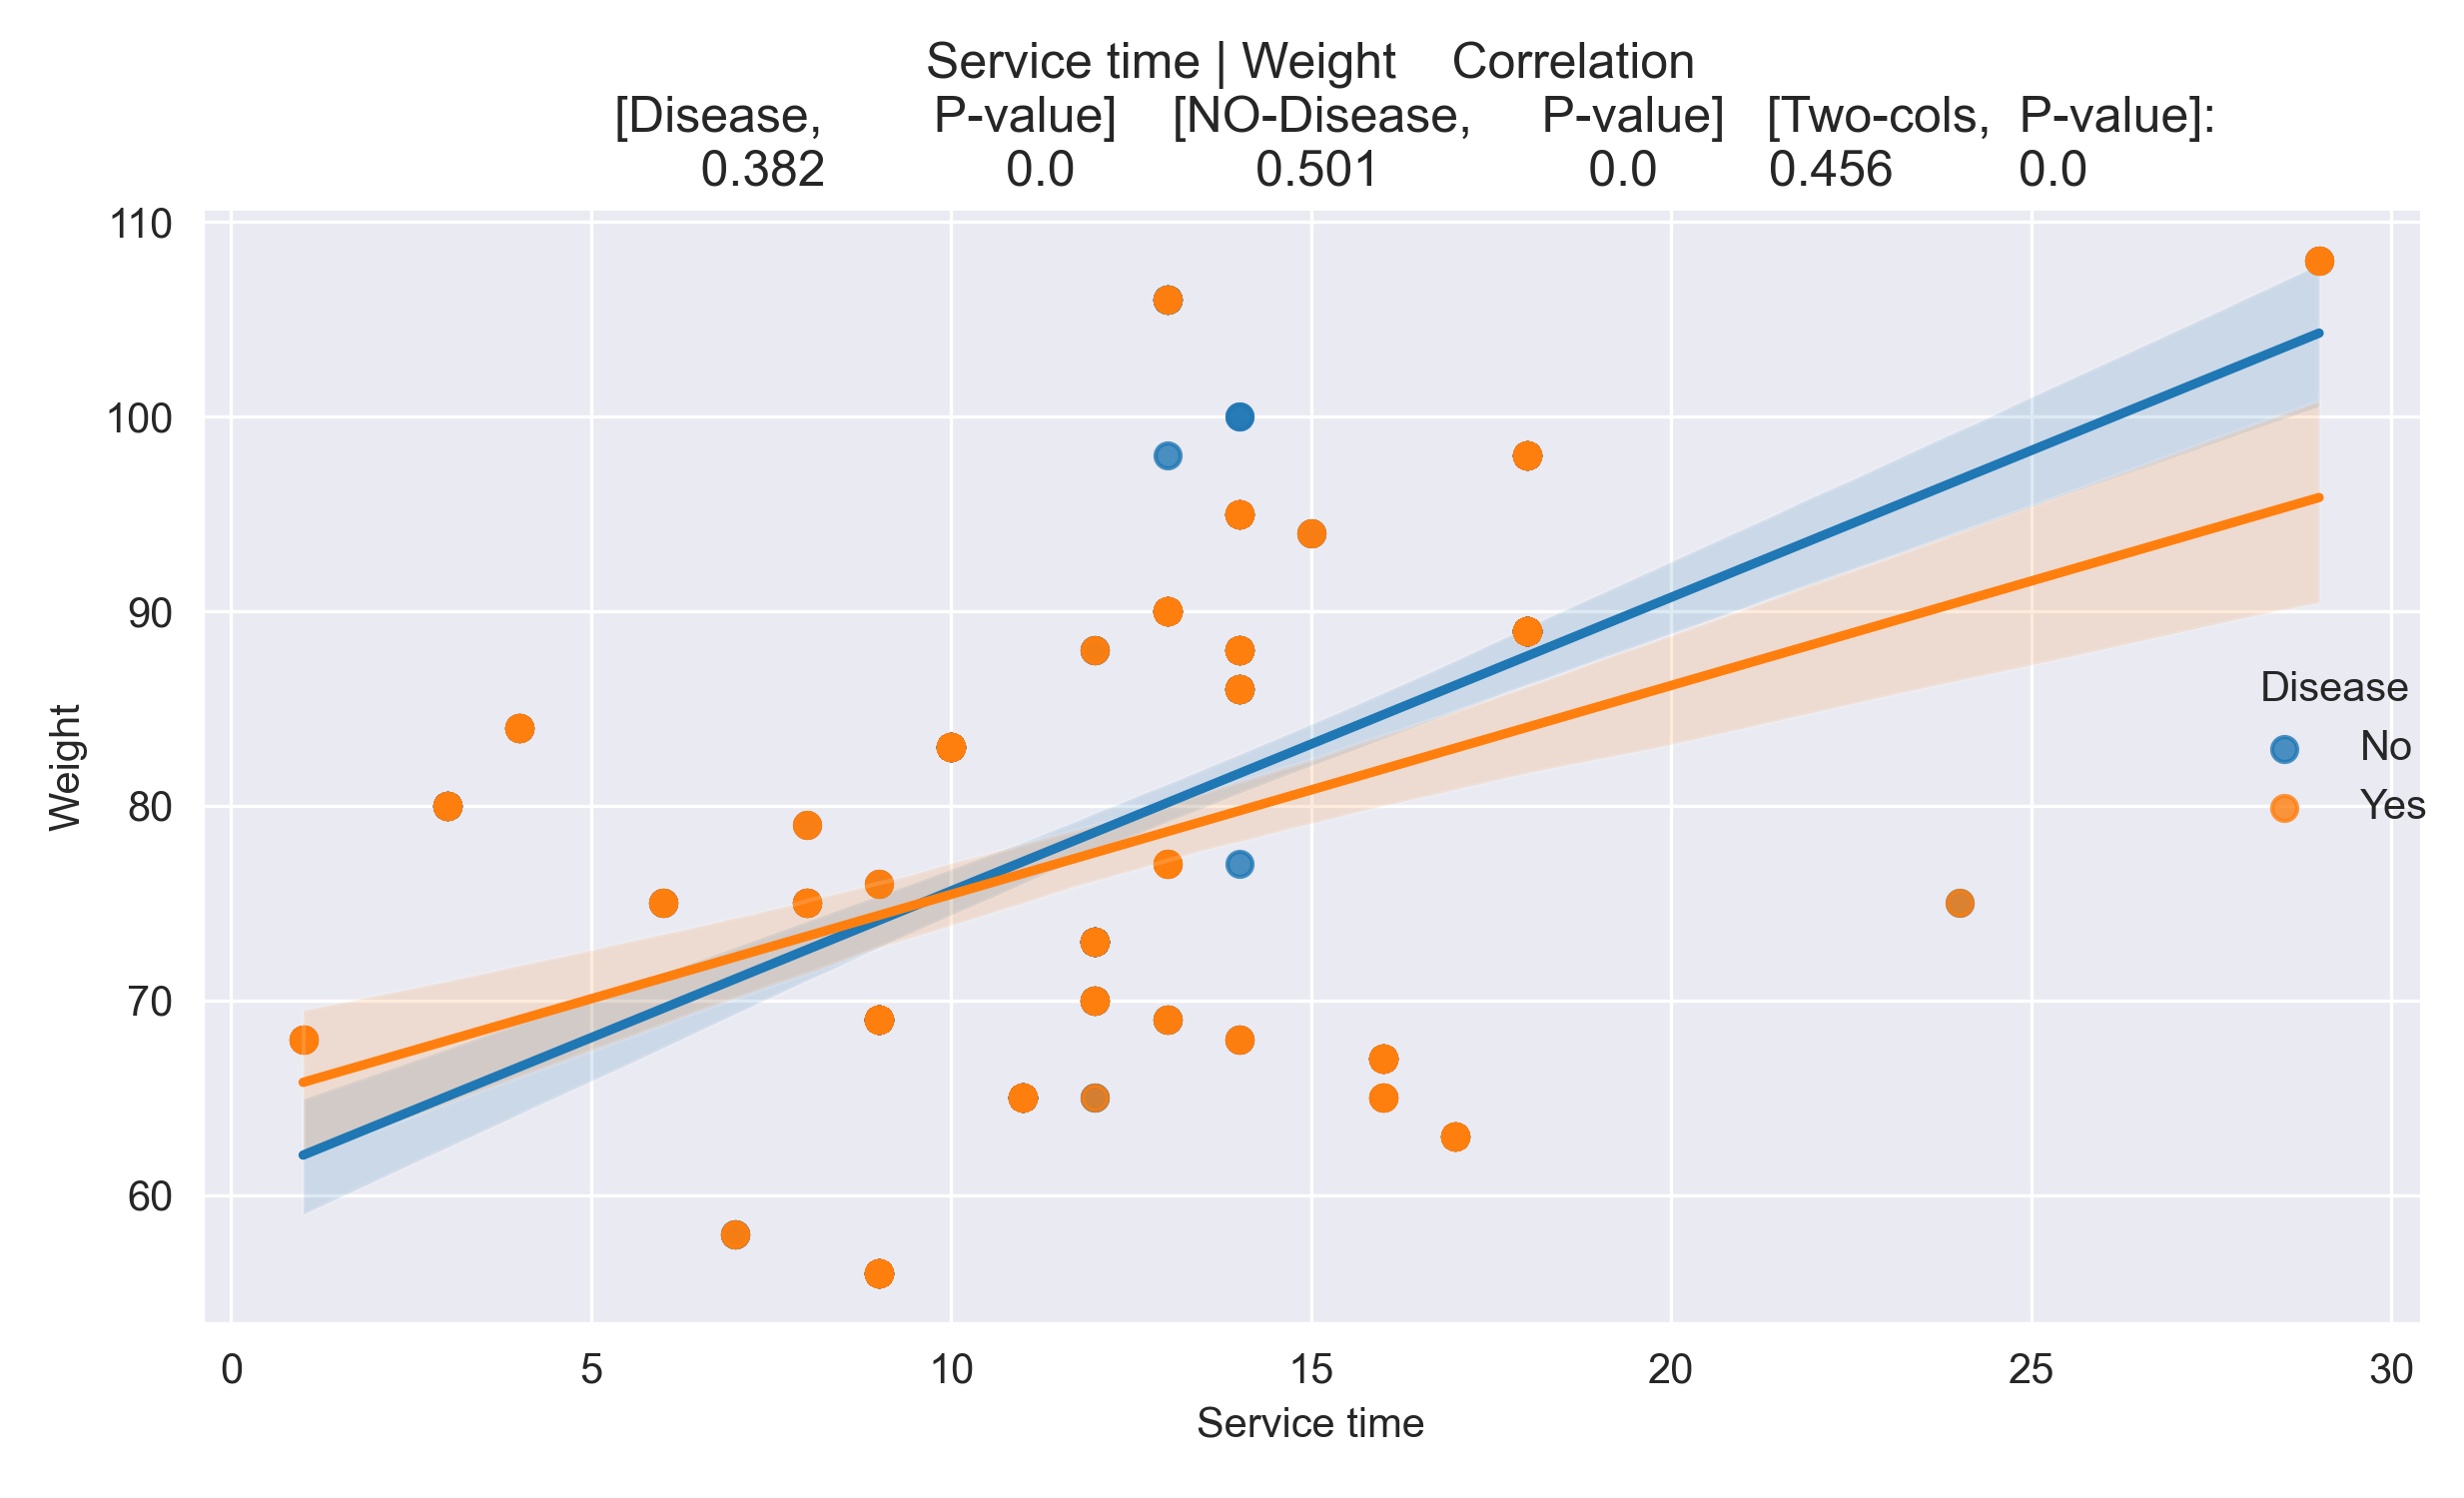 Service time | Weight    Correlation
[Disease,        P-value]    [NO-Disease,     P-value]   [Two-cols,  P-value]:
0.382             0.0             0.501               0.0        0.456         0.0
110
100
90
80
70
60
Weight
Disease
No
Yes
0 5 10 15 20 25 30
Service time